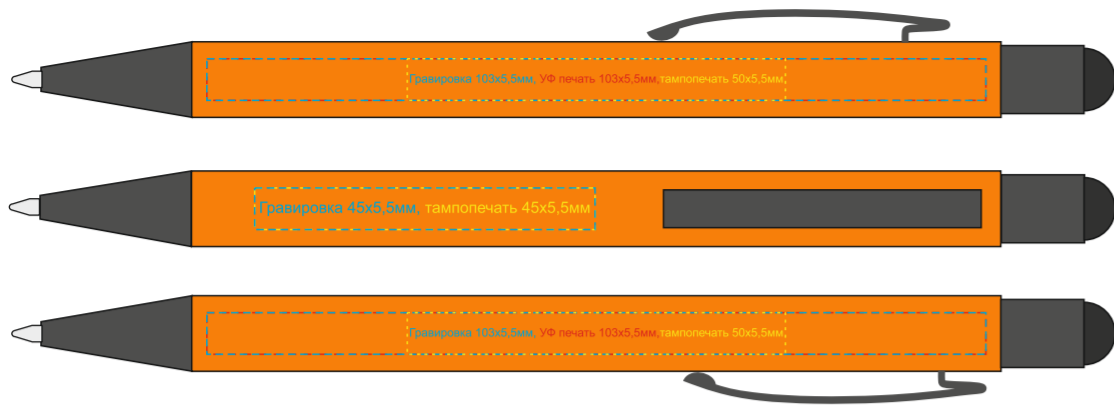 Гравировка 103х5,5мм, УФ печать 103х5,5мм,тампопечать 50х5,5мм
Гравировка 45х5,5мм, тампопечать 45х5,5мм
Гравировка 103х5,5мм, УФ печать 103х5,5мм,тампопечать 50х5,5мм